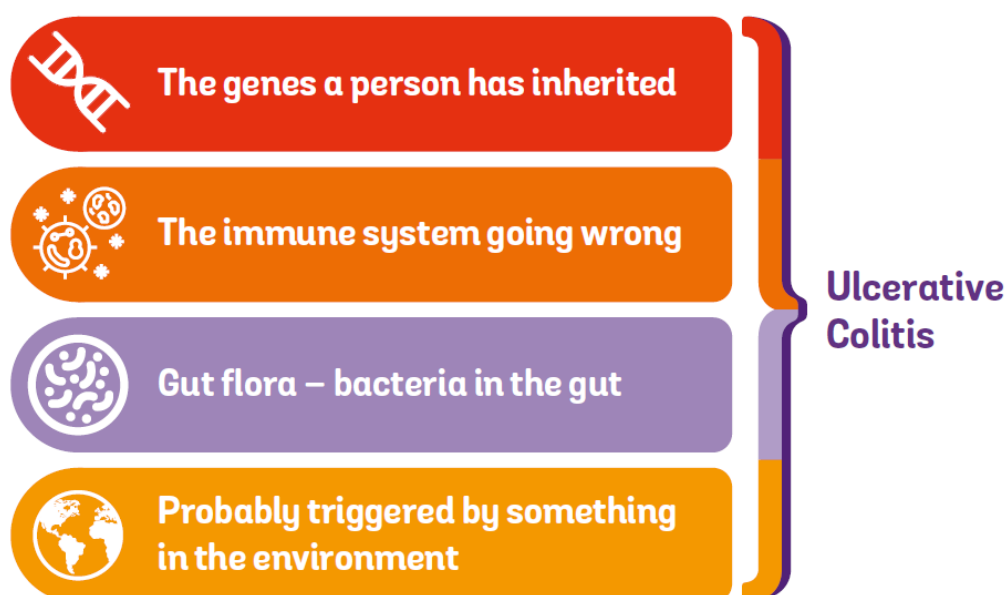 The genes a person has inherited
The immune system going wrong
Gut flora – bacteria in the gut
Probably triggered by something
in the environment
Ulcerative
Colitis